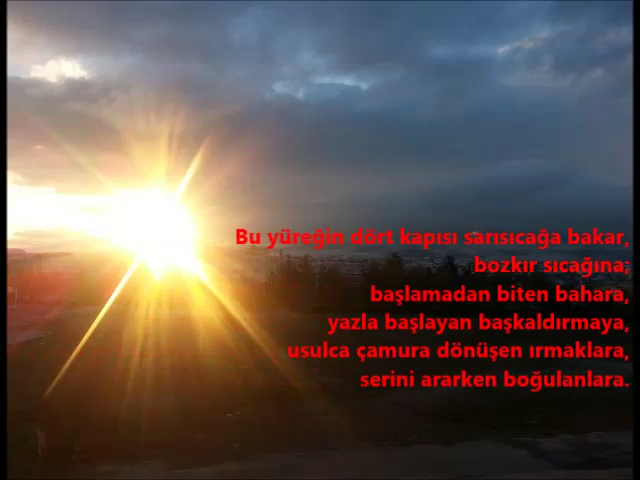 Bu yüreğin dört kapısı sarısıcağa bakar,
bozkır sıcağına;
başlamadan biten bahara,
yazla başlayan başkaldırmaya,
usulca çamura dönüşen ırmaklara,
serini ararken boğulanlara.